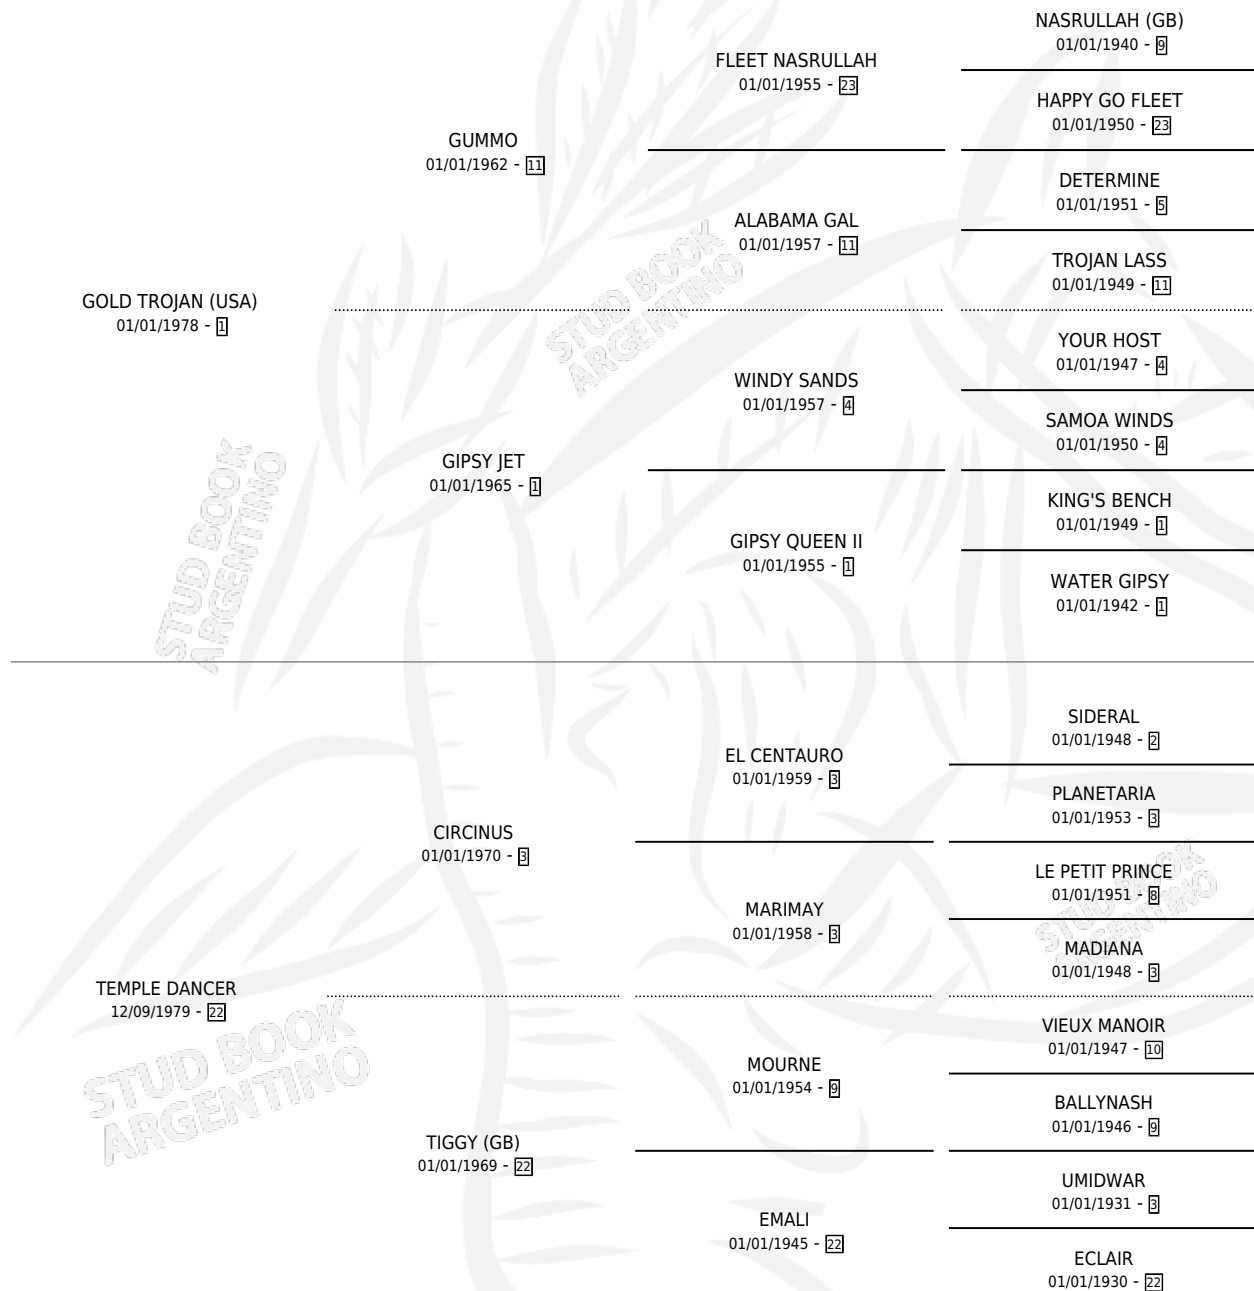 NASRULLAH (GB)
01/01/1940 - 9
FLEET NASRULLAH
01/01/1955 - 23
HAPPY GO FLEET
01/01/1950 - 23
GUMMO
01/01/1962 - 11
DETERMINE
01/01/1951 - 5
ALABAMA GAL
01/01/1957 - 11
TROJAN LASS
01/01/1949 - 11
GOLD TROJAN (USA)
01/01/1978 - 1
STUD BOOK
ARGENTINO
YOUR HOST
01/01/1947 - 4
WINDY SANDS
01/01/1957 - 4
SAMOA WINDS
01/01/1950 - 4
GIPSY JET
01/01/1965 - 1
KING'S BENCH
01/01/1949 - 1
GIPSY QUEEN II
01/01/1955 - 1
WATER GIPSY
01/01/1942 - 1
STUD BOOK
ARGENTINO
SIDERAL
01/01/1948 - 2
EL CENTAURO
01/01/1959 - 3
PLANETARIA
01/01/1953 - 3
CIRCINUS
01/01/1970 - 3
LE PETIT PRINCE
01/01/1951 - 8
MARIMAY
01/01/1958 - 3
STUD BOOK
ARGENTINO
MADIANA
01/01/1948 - 3
TEMPLE DANCER
12/09/1979 - 22
STUD BOOK
ARGENTINO
VIEUX MANOIR
01/01/1947 - 10
MOURNE
01/01/1954 - 9
BALLYNASH
01/01/1946 - 9
TIGGY (GB)
01/01/1969 - 22
UMIDWAR
01/01/1931 - 3
EMALI
01/01/1945 - 22
ECLAIR
01/01/1930 - 22